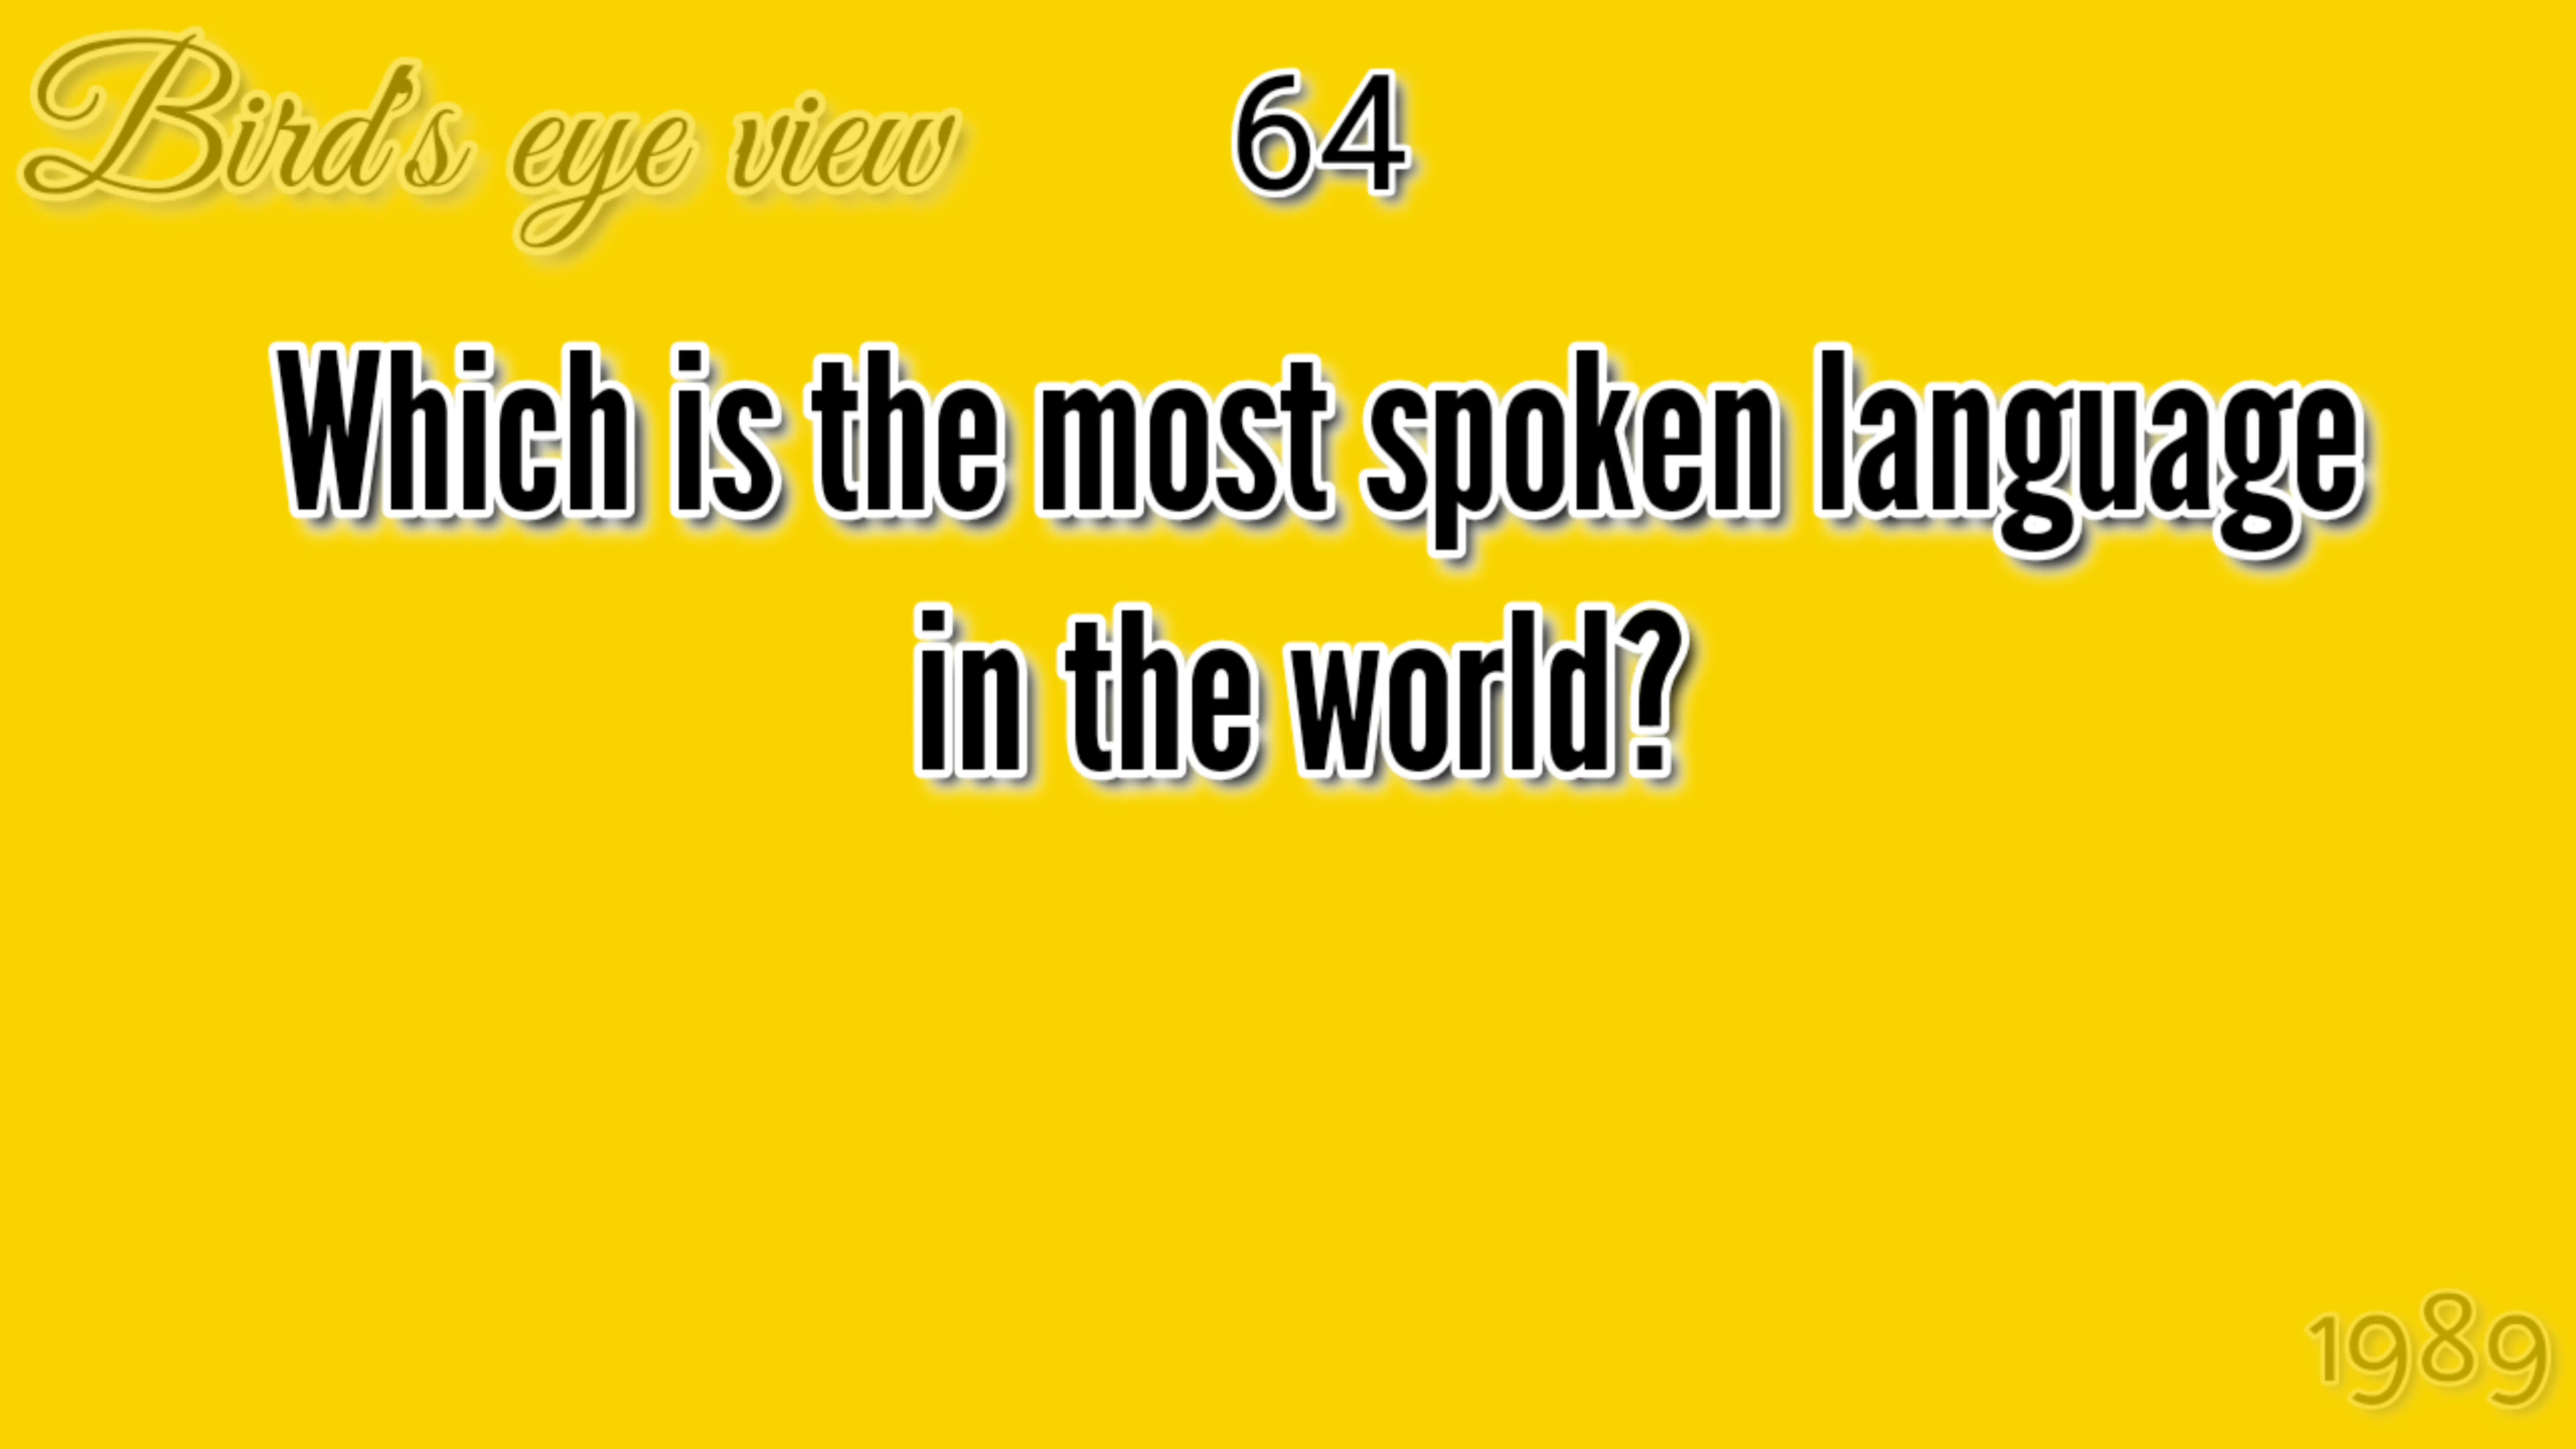 Bird's eye view
64
Which is the most spoken language
in the world?
1989